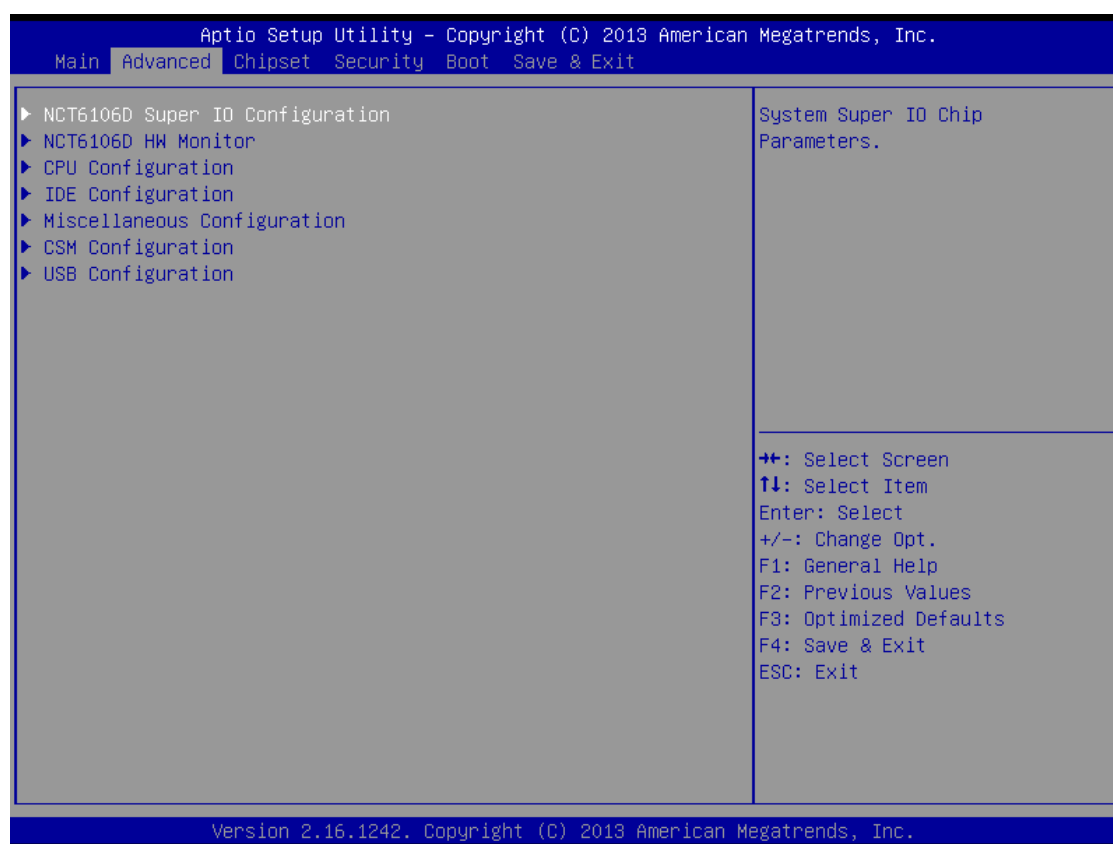 Aptio Setup Utility – Copyright (C) 2013 American Megatrends, Inc.
Main Advanced Chipset Security Boot Save & Exit
▶ NCT6106D Super IO Configuration
▶ NCT6106D HW Monitor
▶ CPU Configuration
▶ IDE Configuration
▶ Miscellaneous Configuration
▶ CSM Configuration
▶ USB Configuration
System Super IO Chip
Parameters.
→←: Select Screen
↑↓: Select Item
Enter: Select
+/-: Change Opt.
F1: General Help
F2: Previous Values
F3: Optimized Defaults
F4: Save & Exit
ESC: Exit
Version 2.16.1242. Copyright (C) 2013 American Megatrends, Inc.